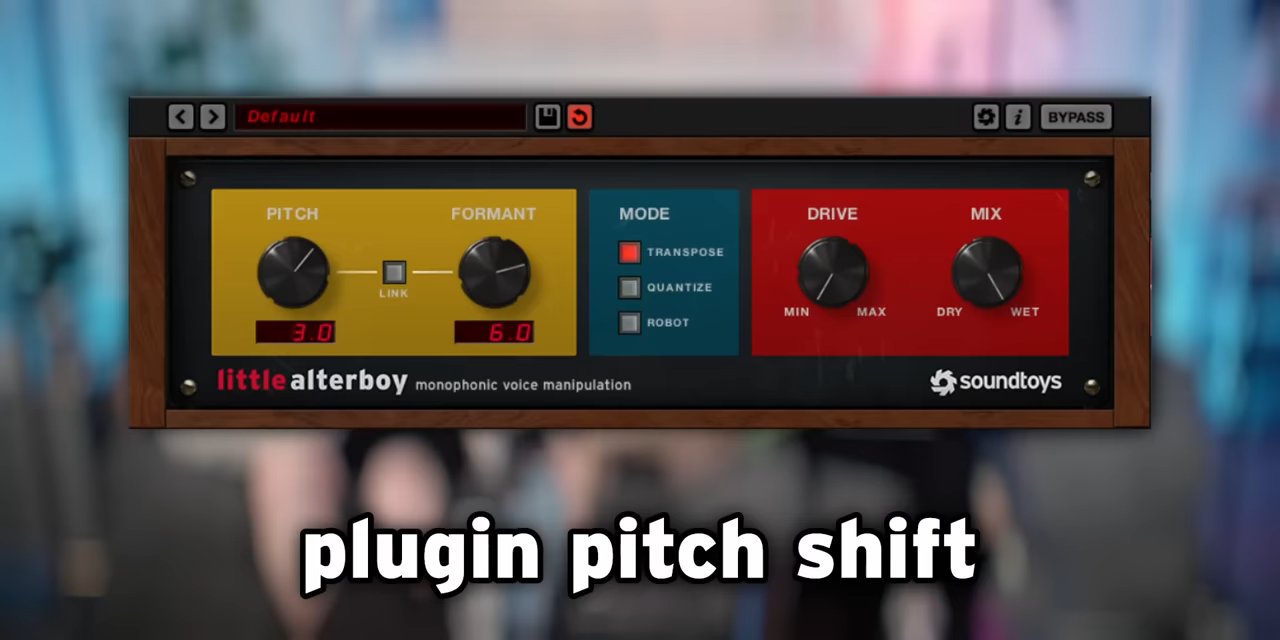 Default
BYPASS
PITCH FORMANT MODE DRIVE MIX
TRANSPOSE
LINK
QUANTIZE
MIN MAX DRY WET
ROBOT
3.0 6.0
littlealterboy monophonic voice manipulation
soundtoys
plugin pitch shift